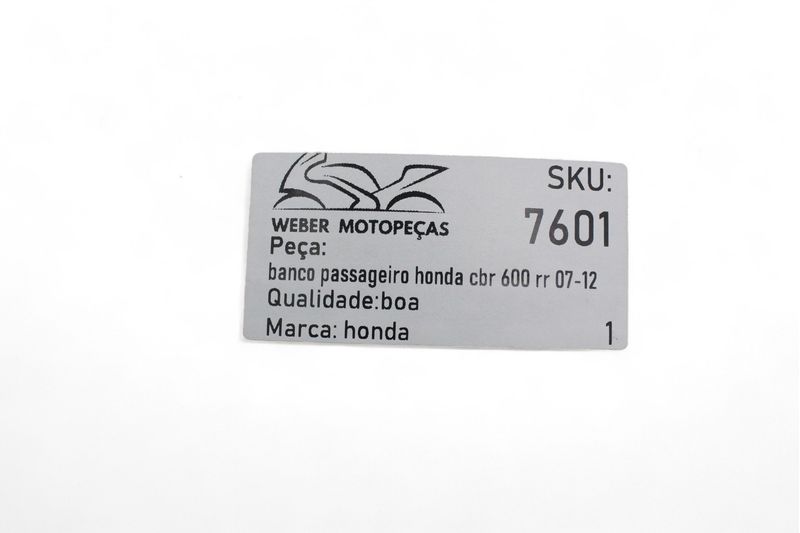 WEBER MOTOPEÇAS
SKU:
7601
Peça:
banco passageiro honda cbr 600 rr 07-12
Qualidade:boa
Marca: honda
1